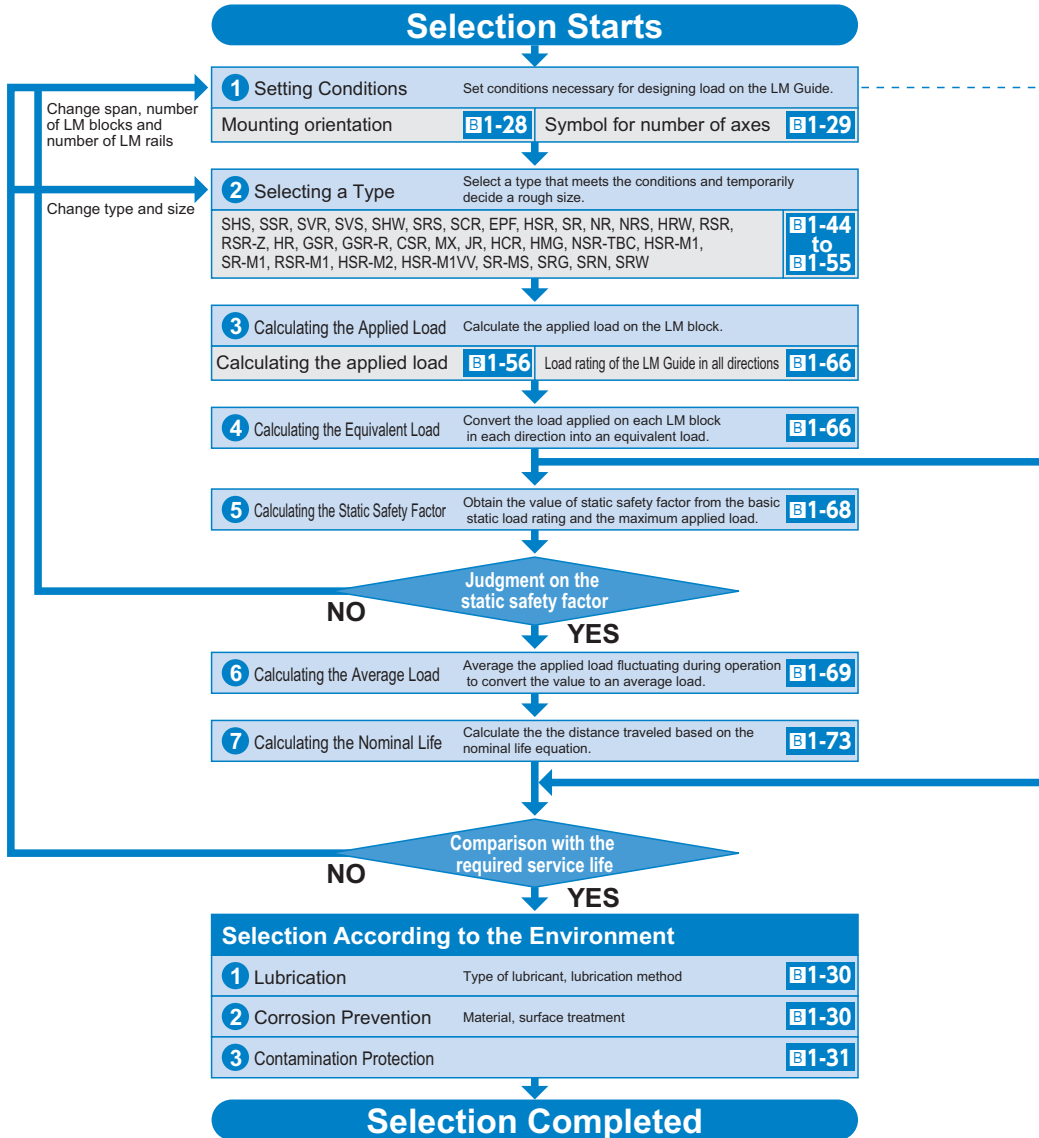 Selection Starts
1 Setting Conditions Set conditions necessary for designing load on the LM Guide.
Mounting orientation B1-28 Symbol for number of axes B1-29
Change span, number
of LM blocks and
number of LM rails
2 Selecting a Type Select a type that meets the conditions and temporarily
decide a rough size.
Change type and size
SHS, SSR, SVR, SVS, SHW, SRS, SCR, EPF, HSR, SR, NR, NRS, HRW, RSR,
RSR-Z, HR, GSR, GSR-R, CSR, MX, JR, HCR, HMG, NSR-TBC, HSR-M1,
SR-M1, RSR-M1, HSR-M2, HSR-M1VV, SR-MS, SRG, SRN, SRW
B1-44
to
B1-55
3 Calculating the Applied Load Calculate the applied load on the LM block.
Calculating the applied load B1-56 Load rating of the LM Guide in all directions B1-66
4 Calculating the Equivalent Load Convert the load applied on each LM block
in each direction into an equivalent load.
B1-66
5 Calculating the Static Safety Factor Obtain the value of static safety factor from the basic
static load rating and the maximum applied load.
B1-68
Judgment on the
static safety factor
NO
YES
6 Calculating the Average Load Average the applied load fluctuating during operation
to convert the value to an average load.
B1-69
7 Calculating the Nominal Life Calculate the the distance traveled based on the
nominal life equation.
B1-73
Comparison with the
required service life
NO
YES
Selection According to the Environment
1 Lubrication Type of lubricant, lubrication method B1-30
2 Corrosion Prevention Material, surface treatment B1-30
3 Contamination Protection B1-31
Selection Completed